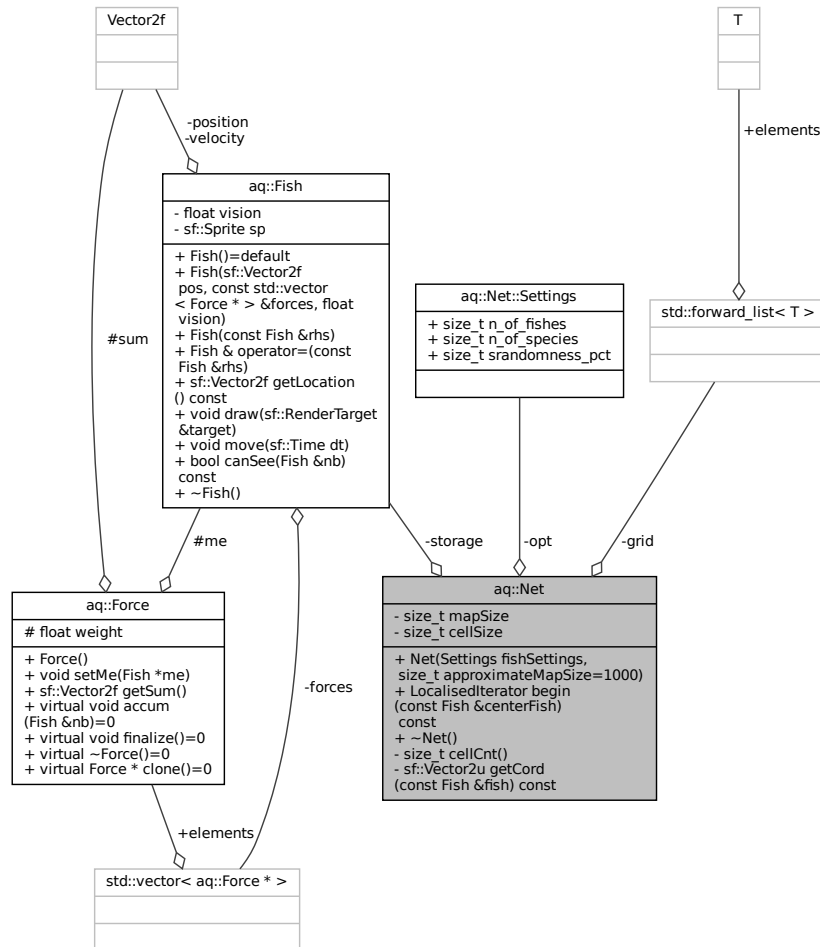 Vector2f
T
-position
-velocity
+elements
aq::Fish
- float vision
- sf::Sprite sp
+ Fish()=default
+ Fish(sf::Vector2f
pos, const std::vector
< Force * > &forces, float
vision)
+ Fish(const Fish &rhs)
+ Fish & operator=(const
Fish &rhs)
+ sf::Vector2f getLocation
() const
+ void draw(sf::RenderTarget
&target)
+ void move(sf::Time dt)
+ bool canSee(Fish &nb)
const
+ ~Fish()
aq::Net::Settings
+ size_t n_of_fishes
+ size_t n_of_species
+ size_t srandomness_pct
std::forward_list< T >
#sum
#me
-storage
-opt
-grid
aq::Force
# float weight
+ Force()
+ void setMe(Fish *me)
+ sf::Vector2f getSum()
+ virtual void accum
(Fish &nb)=0
+ virtual void finalize()=0
+ virtual ~Force()=0
+ virtual Force * clone()=0
-forces
aq::Net
- size_t mapSize
- size_t cellSize
+ Net(Settings fishSettings,
size_t approximateMapSize=1000)
+ LocalisedIterator begin
(const Fish &centerFish)
const
+ ~Net()
- size_t cellCnt()
- sf::Vector2u getCord
(const Fish &fish) const
+elements
std::vector< aq::Force * >